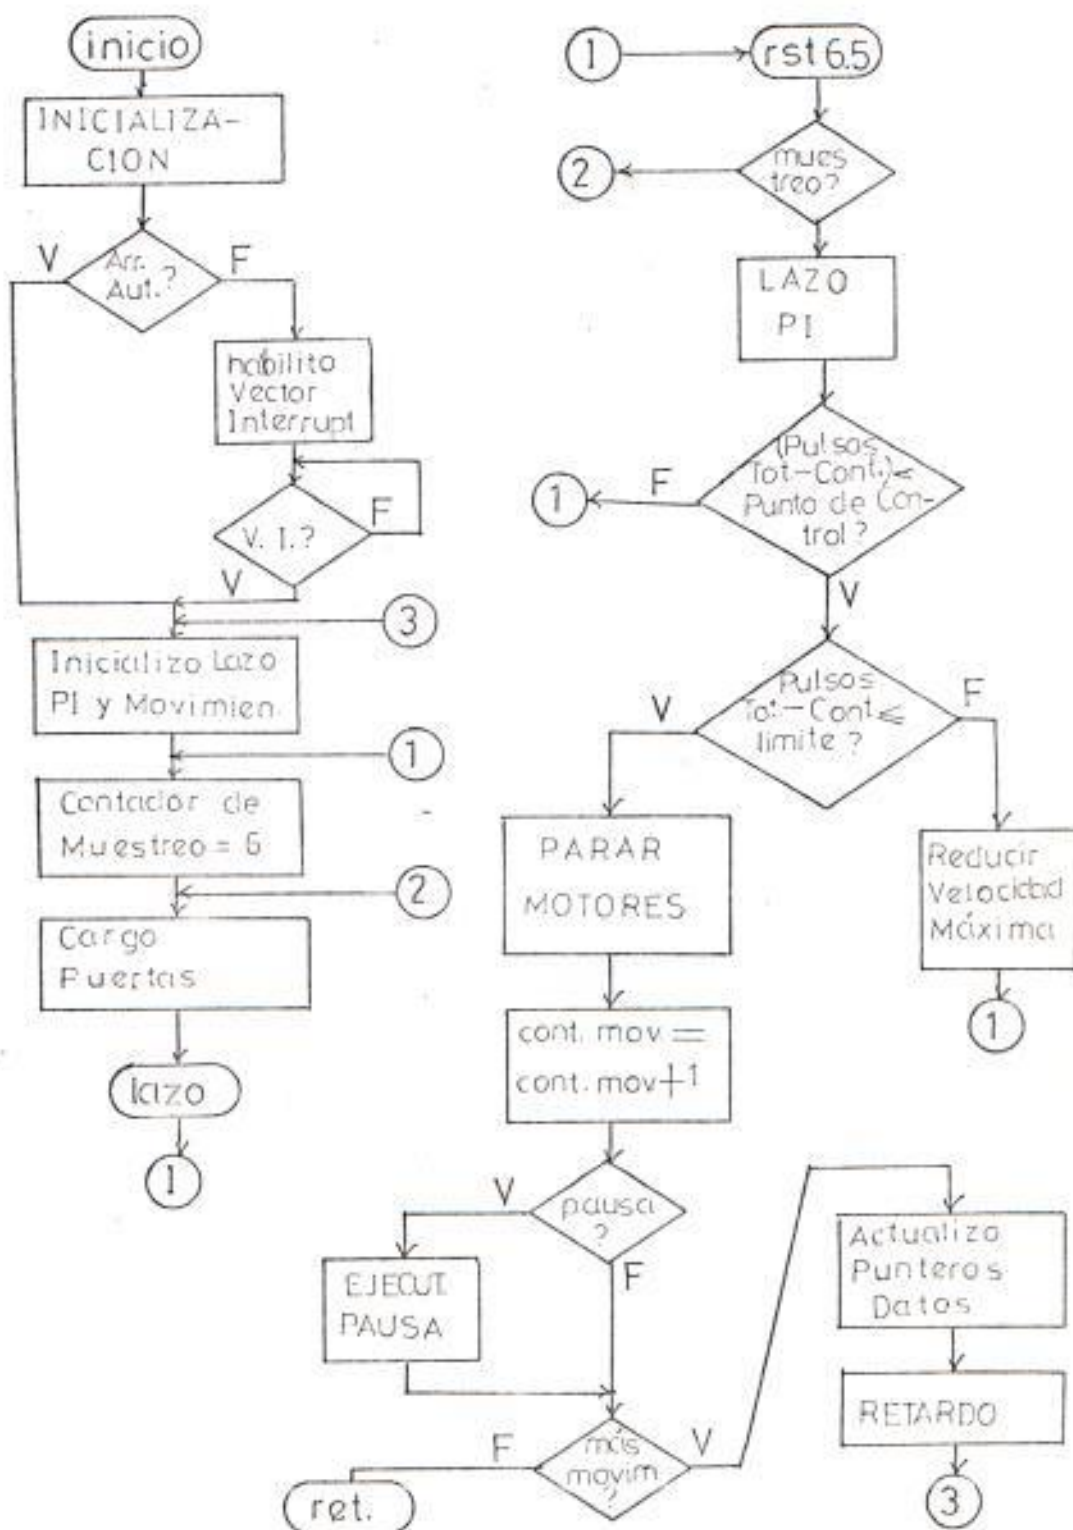 inicio
INICIALIZA-
CION
V
Arr.
Aut.?
F
habilito
Vector
Interrupt
V. I.?
F
V
3
Inicializo Lazo
PI y Movimien.
1
Contador de
Muestreo = 6
2
Cargo
Puertas
lazo
1
1
rst 6.5
2
mues
treo?
LAZO
PI
(Pulsos
Tot-Cont.)≤
Punto de Con-
trol?
F
1
V
Pulsos
Tot-Cont ≤
limite?
V
F
PARAR
MOTORES
Reducir
Velocidad
Máxima
1
cont. mov =
cont. mov+1
pausa
?
V
F
EJECUT.
PAUSA
más
movim
?
F
V
ret.
Actualizo
Punteros
Datos
RETARDO
3